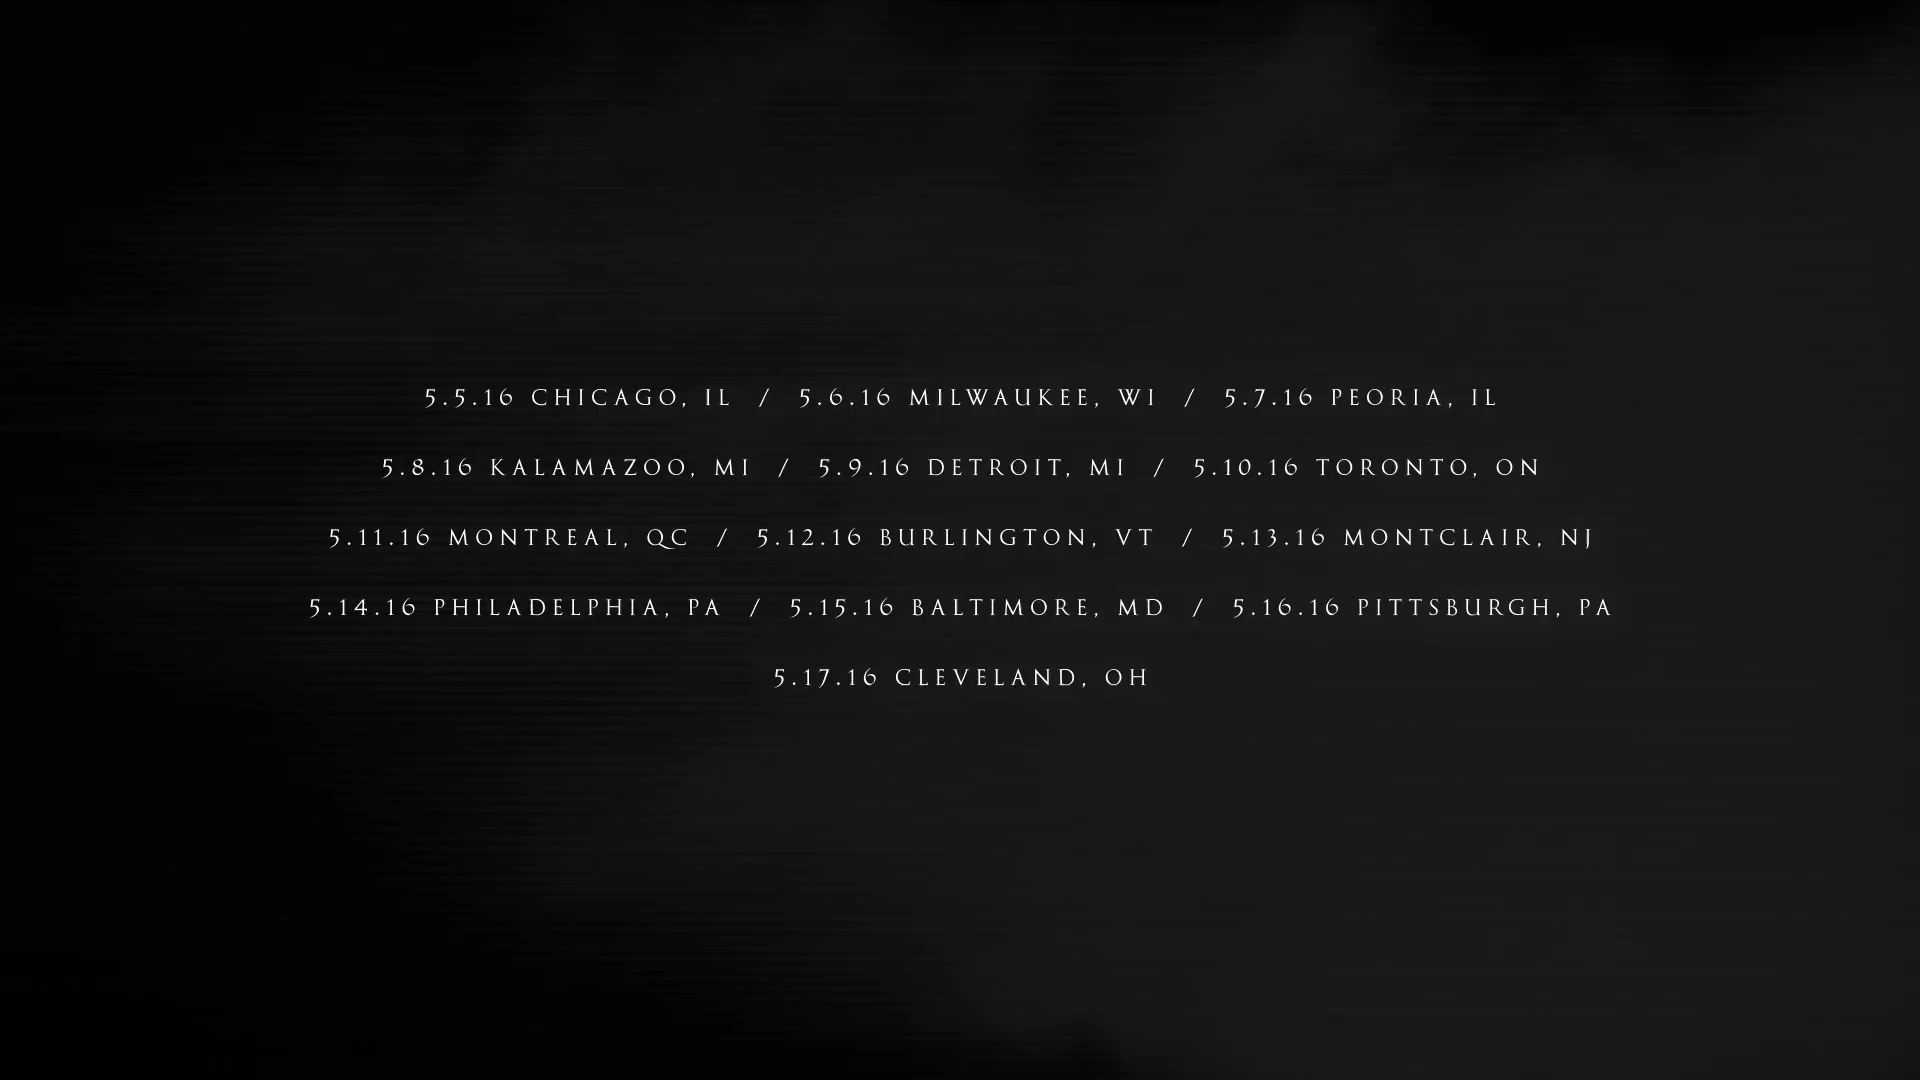 5.5.16 CHICAGO, IL / 5.6.16 MILWAUKEE, WI / 5.7.16 PEORIA, IL
5.8.16 KALAMAZOO, MI / 5.9.16 DETROIT, MI / 5.10.16 TORONTO, ON
5.11.16 MONTREAL, QC / 5.12.16 BURLINGTON, VT / 5.13.16 MONTCLAIR, NJ
5.14.16 PHILADELPHIA, PA / 5.15.16 BALTIMORE, MD / 5.16.16 PITTSBURGH, PA
5.17.16 CLEVELAND, OH